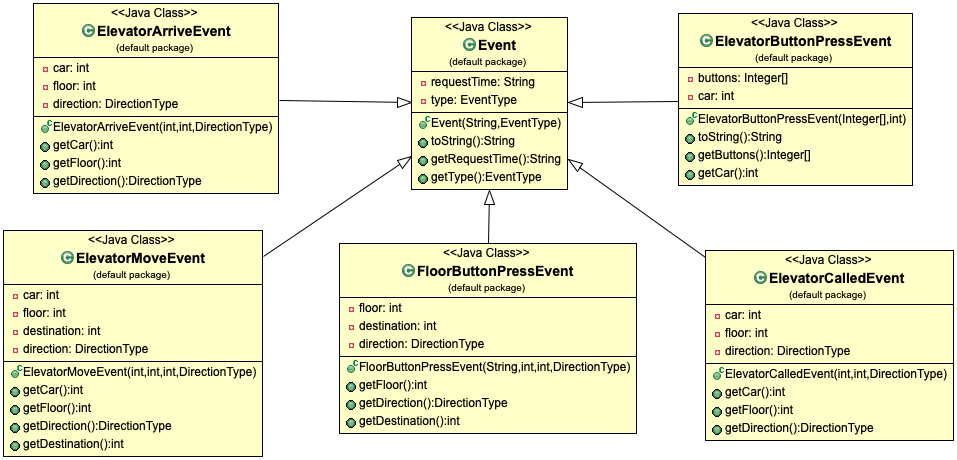 <<Java Class>>
ElevatorArriveEvent
(default package)
car: int
floor: int
direction: DirectionType
ElevatorArriveEvent(int,int,DirectionType)
getCar():int
getFloor():int
getDirection():DirectionType
<<Java Class>>
Event
(default package)
requestTime: String
type: EventType
Event(String,EventType)
toString():String
getRequestTime():String
getType():EventType
<<Java Class>>
ElevatorButtonPressEvent
(default package)
buttons: Integer[]
car: int
ElevatorButtonPressEvent(Integer[],int)
toString():String
getButtons():Integer[]
getCar():int
<<Java Class>>
ElevatorMoveEvent
(default package)
car: int
floor: int
destination: int
direction: DirectionType
ElevatorMoveEvent(int,int,int,DirectionType)
getCar():int
getFloor():int
getDirection():DirectionType
getDestination():int
<<Java Class>>
FloorButtonPressEvent
(default package)
floor: int
destination: int
direction: DirectionType
FloorButtonPressEvent(String,int,int,DirectionType)
getFloor():int
getDirection():DirectionType
getDestination():int
<<Java Class>>
ElevatorCalledEvent
(default package)
car: int
floor: int
direction: DirectionType
ElevatorCalledEvent(int,int,DirectionType)
getCar():int
getFloor():int
getDirection():DirectionType